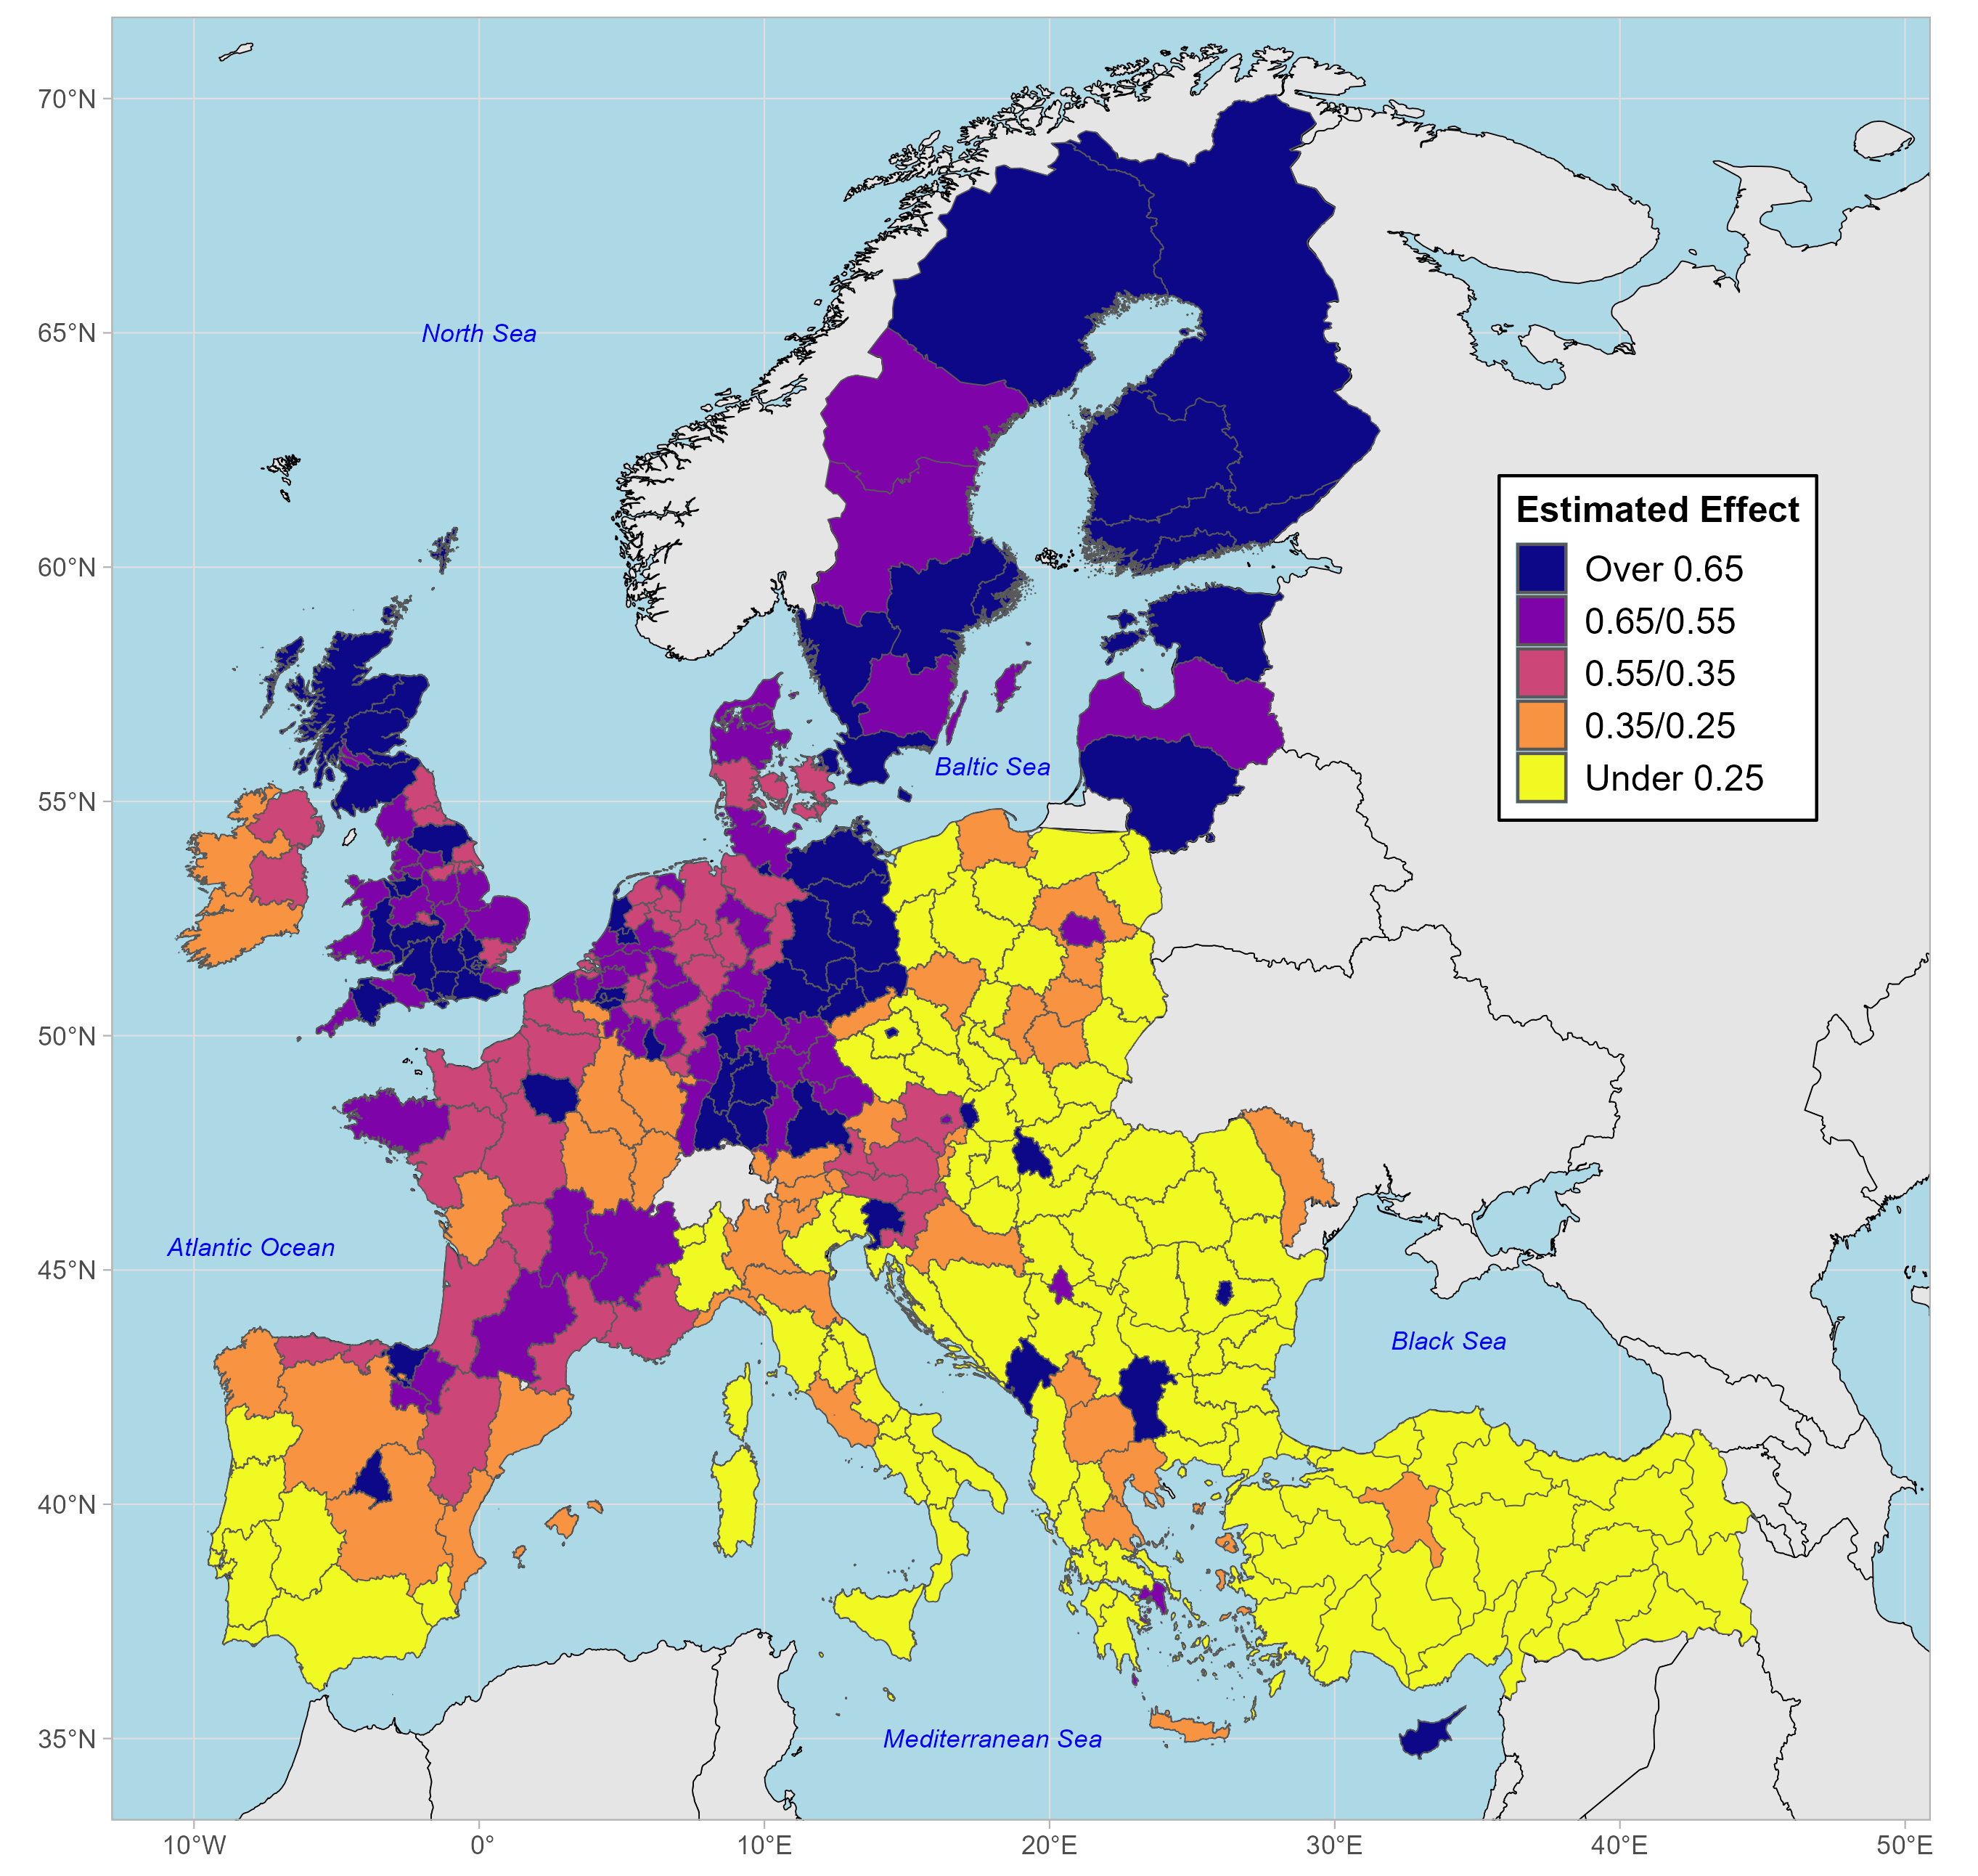 70°N
65°N
60°N
55°N
50°N
45°N
40°N
35°N
North Sea
Baltic Sea
Atlantic Ocean
Black Sea
Mediterranean Sea
Estimated Effect
Over 0.65
0.65/0.55
0.55/0.35
0.35/0.25
Under 0.25
10°W 0° 10°E 20°E 30°E 40°E 50°E